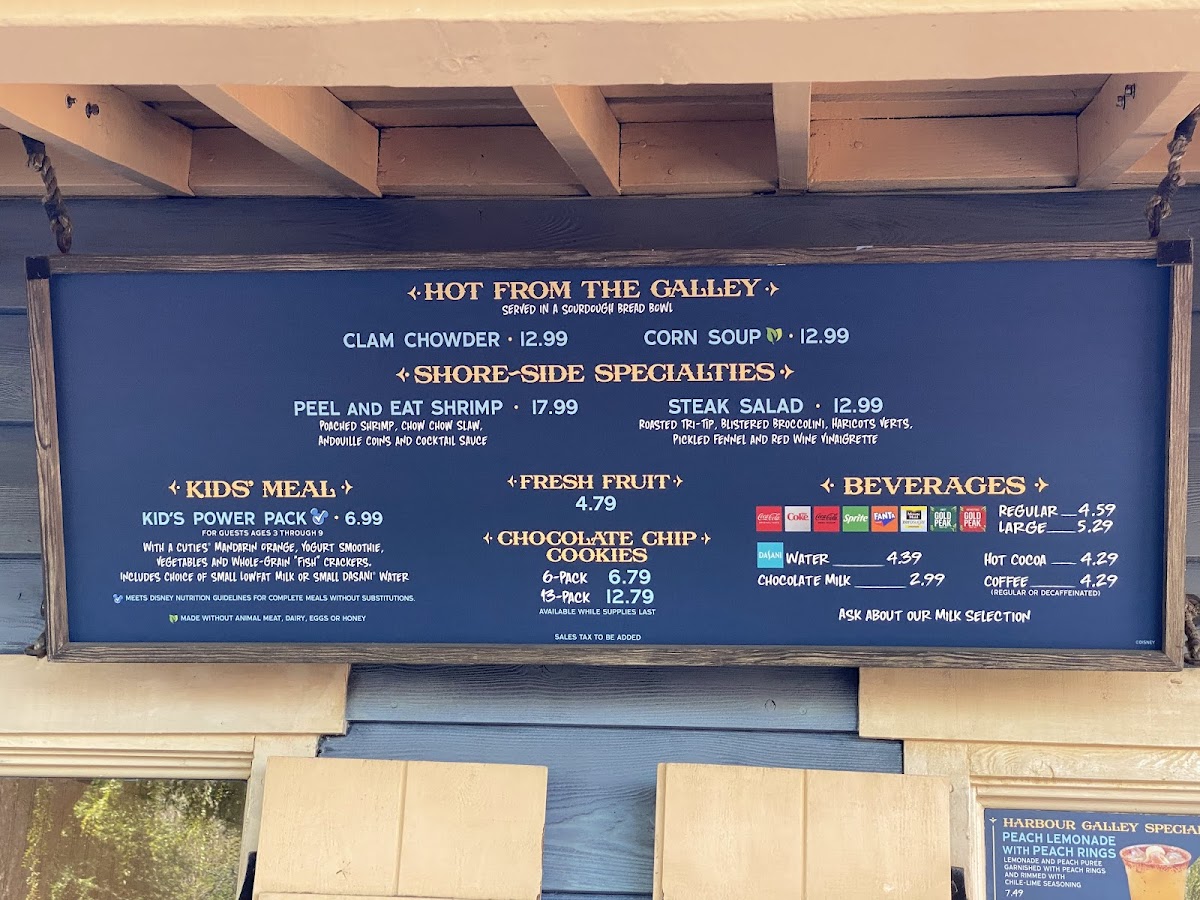 HOT FROM THE GALLEY
SERVED IN A SOURDOUGH BREAD BOWL
CLAM CHOWDER · 12.99
CORN SOUP · 12.99
SHORE-SIDE SPECIALTIES
PEEL AND EAT SHRIMP · 17.99
POACHED SHRIMP, CHOW CHOW SLAW,
ANDOUILLE COINS AND COCKTAIL SAUCE
STEAK SALAD · 12.99
ROASTED TRI-TIP, BLISTERED BROCCOLINI, HARICOTS VERTS,
PICKLED FENNEL AND RED WINE VINAIGRETTE
KIDS' MEAL
KID'S POWER PACK · 6.99
FOR GUESTS AGES 3 THROUGH 9
WITH A CUTIES® MANDARIN ORANGE, YOGURT SMOOTHIE,
VEGETABLES AND WHOLE-GRAIN "FISH" CRACKERS.
INCLUDES CHOICE OF SMALL LOWFAT MILK OR SMALL DASANI® WATER
MEETS DISNEY NUTRITION GUIDELINES FOR COMPLETE MEALS WITHOUT SUBSTITUTIONS.
MADE WITHOUT ANIMAL MEAT, DAIRY, EGGS OR HONEY
FRESH FRUIT
4.79
CHOCOLATE CHIP
COOKIES
6-PACK 6.79
13-PACK 12.79
AVAILABLE WHILE SUPPLIES LAST
SALES TAX TO BE ADDED
BEVERAGES
Coca-Cola Coke Coca-Cola Sprite FANTA Minute Maid GOLD PEAK GOLD PEAK
REGULAR 4.59
LARGE 5.29
DASANI WATER 4.39
CHOCOLATE MILK 2.99
HOT COCOA 4.29
COFFEE 4.29
(REGULAR OR DECAFFEINATED)
ASK ABOUT OUR MILK SELECTION
©DISNEY
HARBOUR GALLEY SPECIA
PEACH LEMONADE
WITH PEACH RINGS
LEMONADE AND PEACH PUREE
GARNISHED WITH PEACH RINGS
AND RIMMED WITH
CHILE-LIME SEASONING
7.49